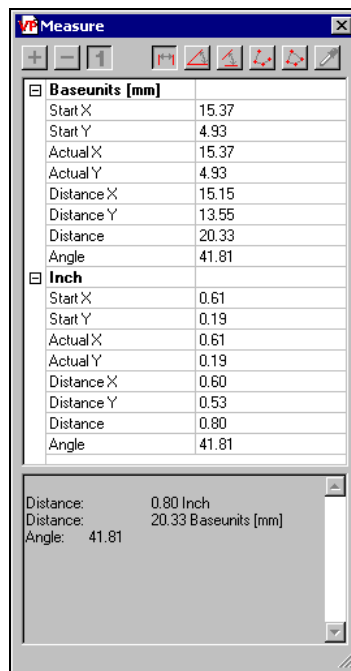 VP Measure
1
Baseunits [mm]
Start X 15.37
Start Y 4.93
Actual X 15.37
Actual Y 4.93
Distance X 15.15
Distance Y 13.55
Distance 20.33
Angle 41.81
Inch
Start X 0.61
Start Y 0.19
Actual X 0.61
Actual Y 0.19
Distance X 0.60
Distance Y 0.53
Distance 0.80
Angle 41.81
Distance: 0.80 Inch
Distance: 20.33 Baseunits [mm]
Angle: 41.81